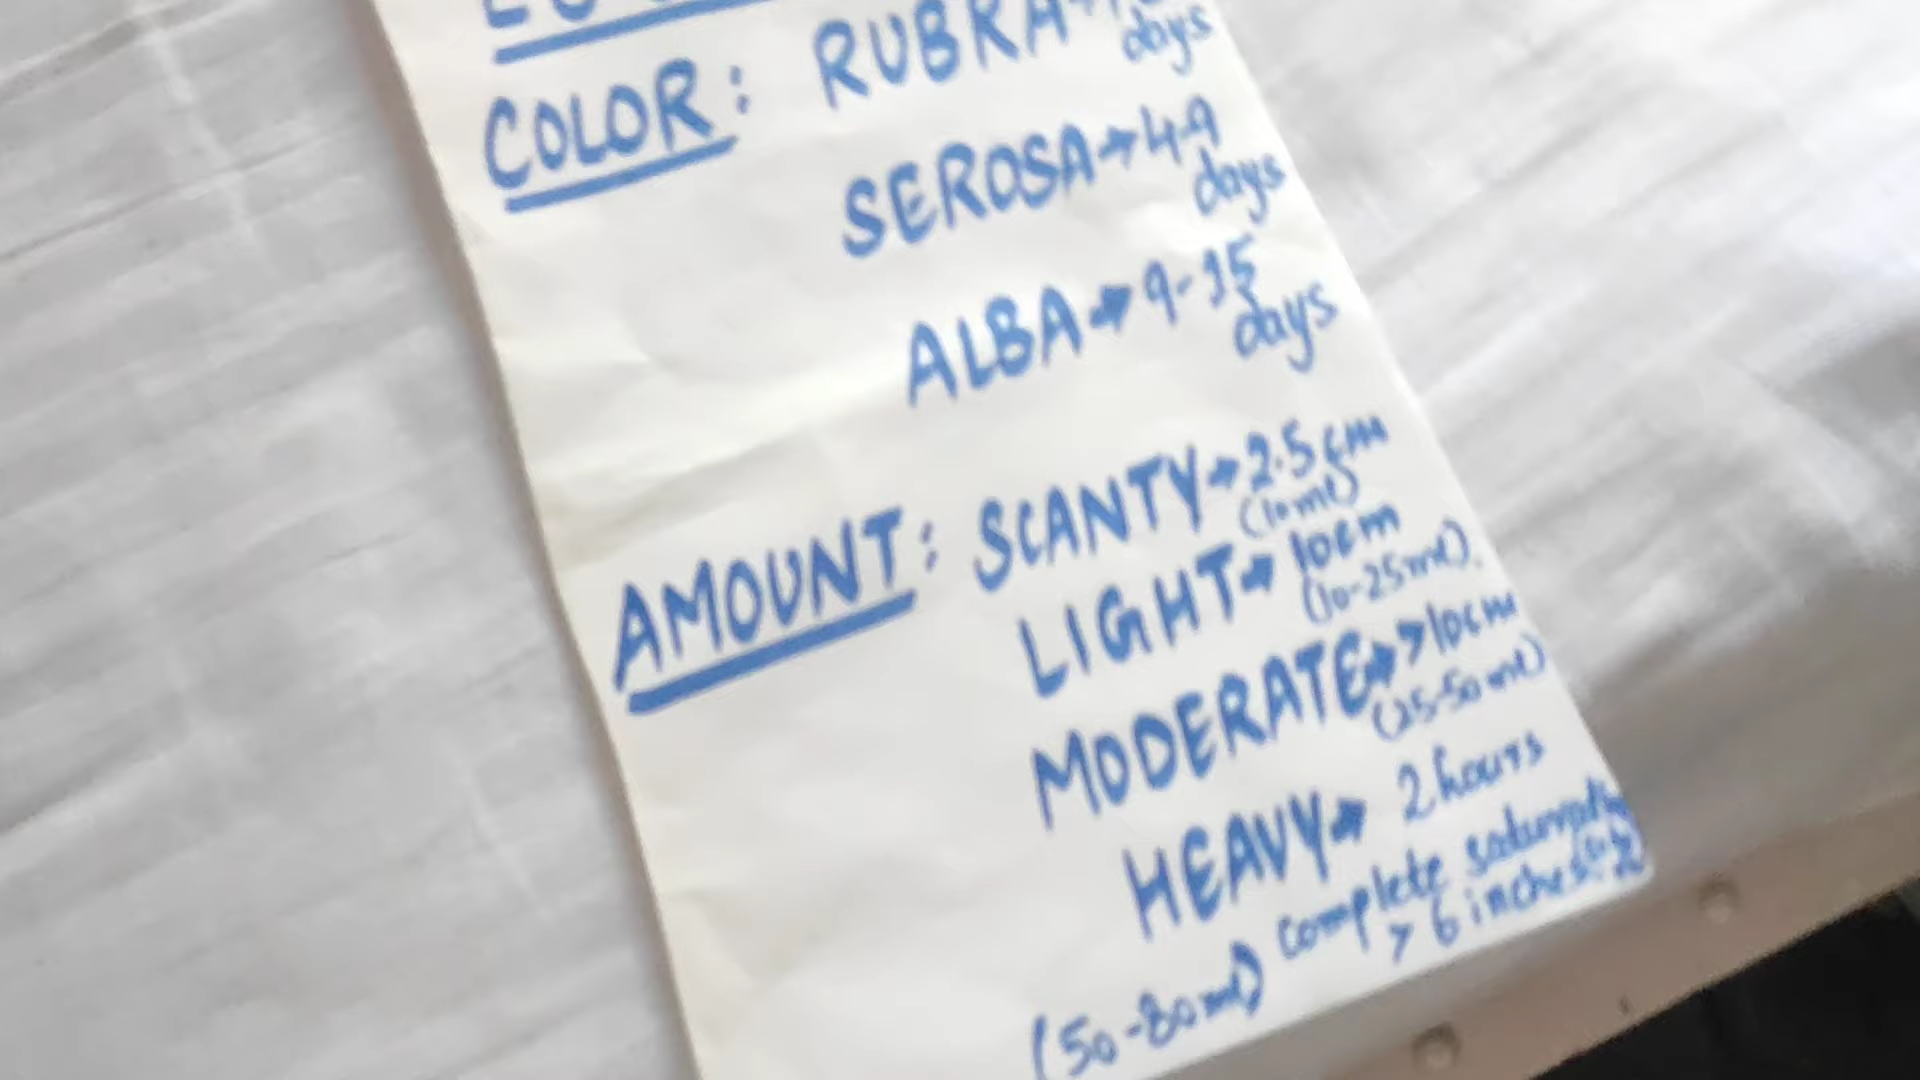 COLOR: RUBRA
days
SEROSA → 4-9
days
ALBA → 9-15
days
AMOUNT: SCANTY → 2.5cm
(10ml)
LIGHT → 10cm
(10-25ml).
MODERATE → >10cm
(25-50ml)
HEAVY → 2 hours
complete
> 6 inches.
(50-80ml)